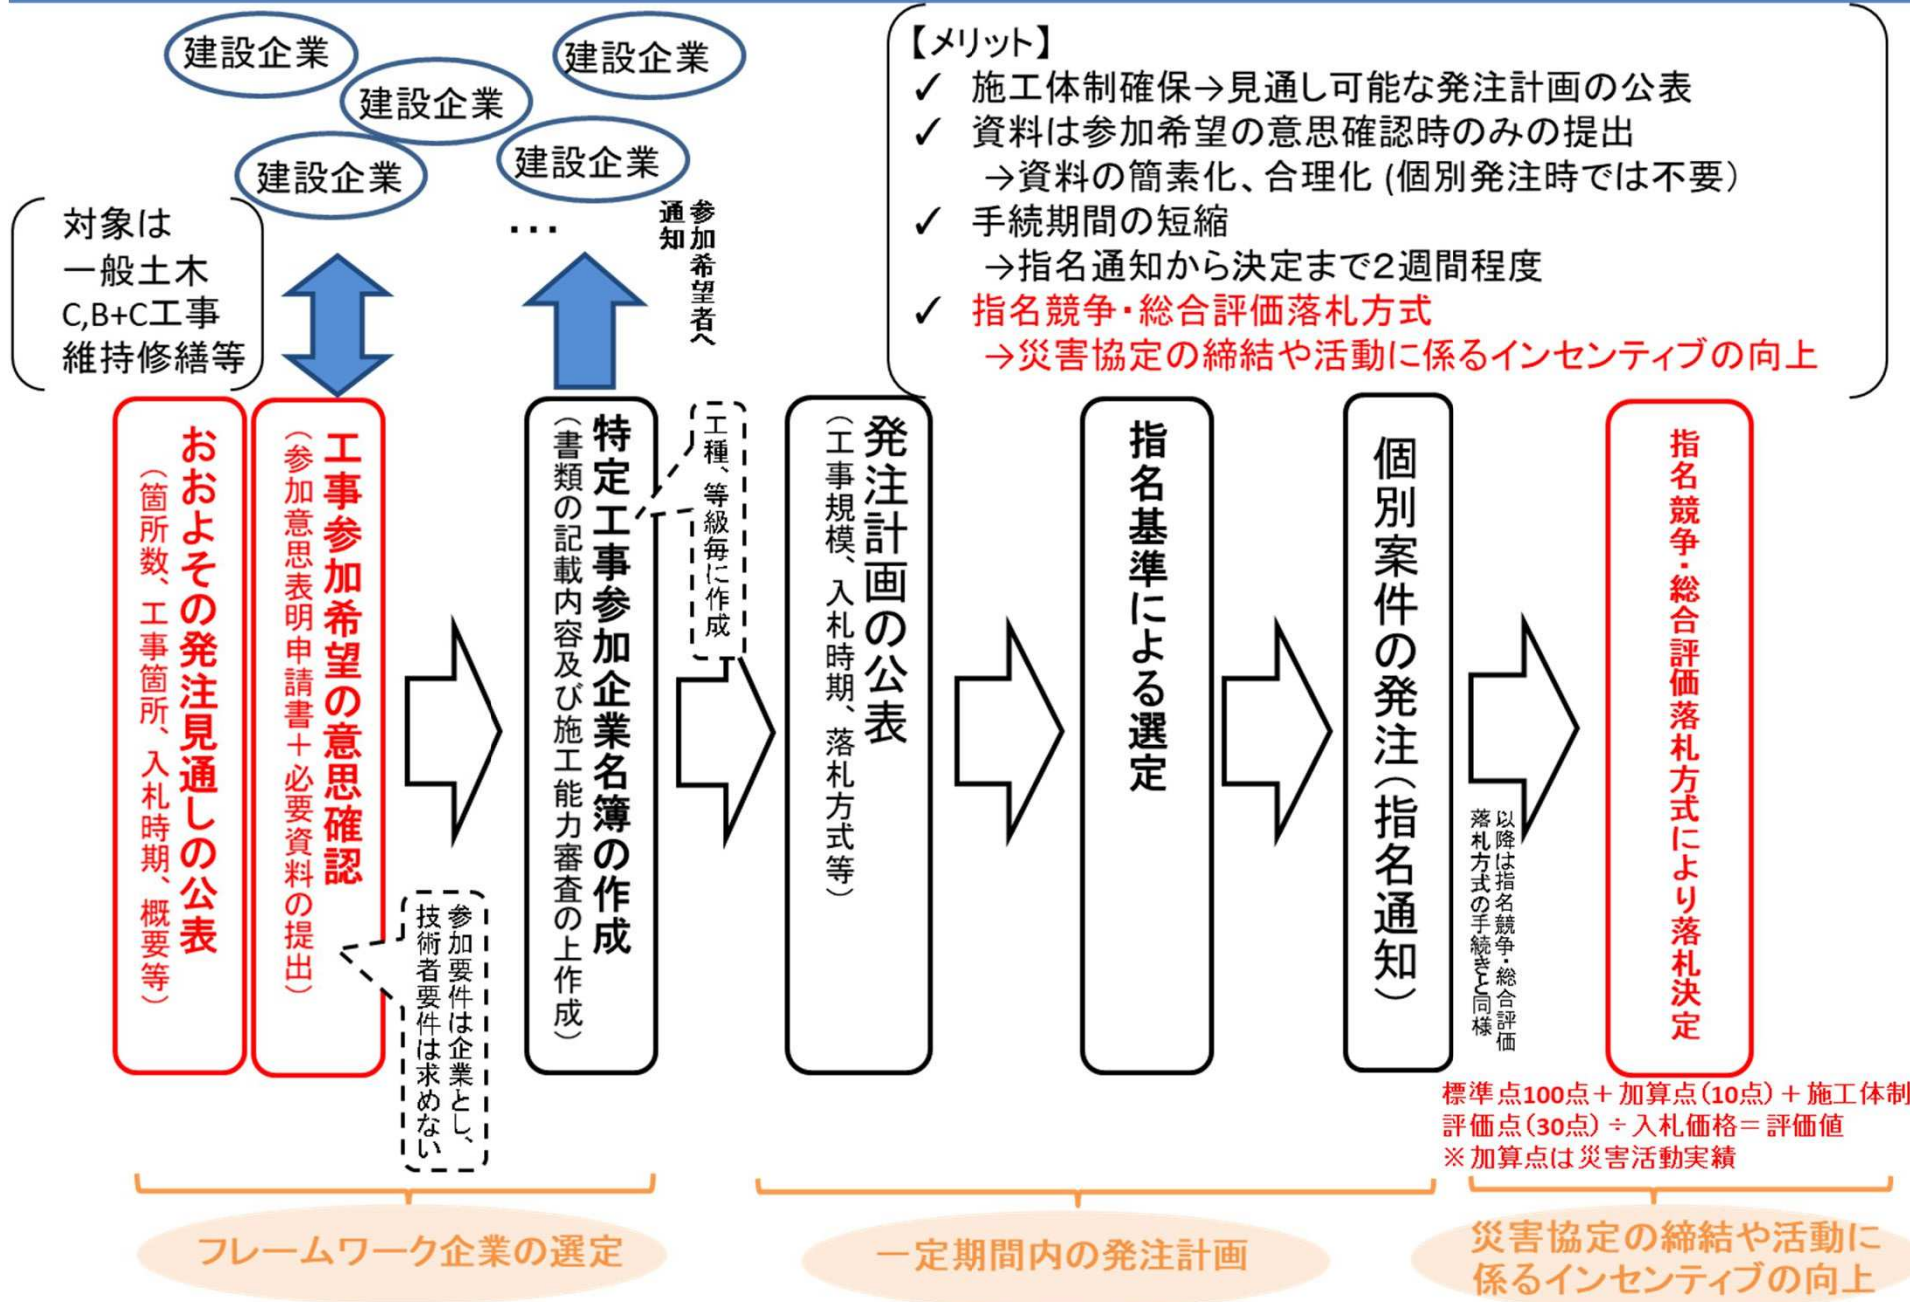 建設企業
建設企業
建設企業
建設企業
建設企業
…
対象は
一般土木
C,B+C工事
維持修繕等
参加希望者へ
通知
【メリット】
✓ 施工体制確保→見通し可能な発注計画の公表
✓ 資料は参加希望の意思確認時のみの提出
→資料の簡素化、合理化 (個別発注時では不要)
✓ 手続期間の短縮
→指名通知から決定まで2週間程度
✓ 指名競争・総合評価落札方式
→災害協定の締結や活動に係るインセンティブの向上
おおよその発注見通しの公表
(箇所数、工事箇所、入札時期、概要等)
工事参加希望の意思確認
(参加意思表明申請書+必要資料の提出)
参加要件は企業とし、
技術者要件は求めない
特定工事参加企業名簿の作成
(書類の記載内容及び施工能力審査の上作成)
工種、等級毎に作成
発注計画の公表
(工事規模、入札時期、落札方式等)
指名基準による選定
個別案件の発注(指名通知)
以降は指名競争・総合評価
落札方式の手続きと同様
指名競争・総合評価落札方式により落札決定
標準点100点+加算点(10点)+施工体制
評価点(30点)÷入札価格=評価値
※加算点は災害活動実績
フレームワーク企業の選定
一定期間内の発注計画
災害協定の締結や活動に
係るインセンティブの向上